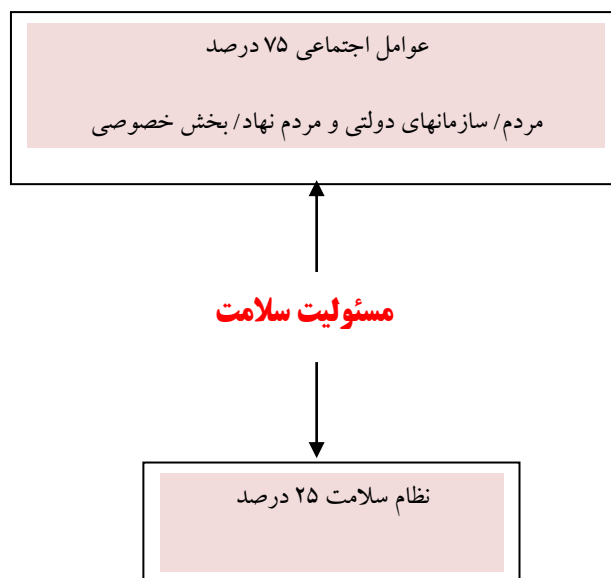 عوامل اجتماعی ۷۵ درصد
مردم/ سازمانهای دولتی و مردم نهاد/ بخش خصوصی
مسئولیت سلامت
نظام سلامت ۲۵ درصد